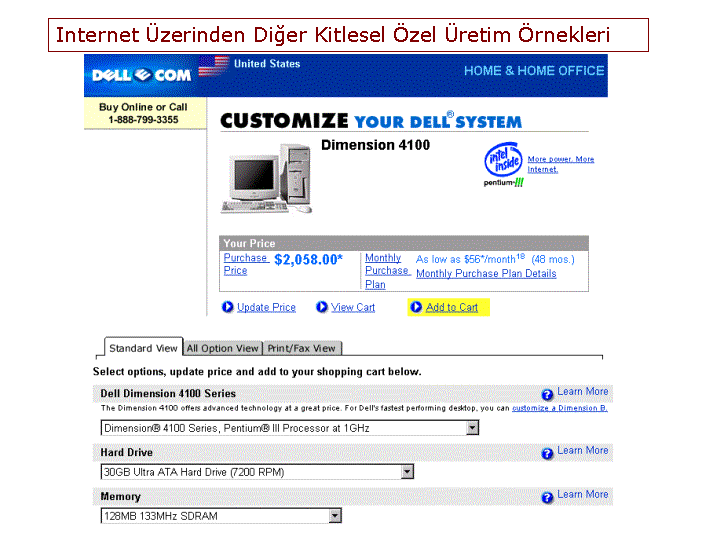 Internet Üzerinden Diğer Kitlesel Özel Üretim Örnekleri
DELL COM
United States
HOME & HOME OFFICE
Buy Online or Call
1-888-799-3355
CUSTOMIZE YOUR DELL® SYSTEM
Dimension 4100
intel inside
pentium·III
More power. More
Internet.
Your Price
Purchase Price
$2,058.00*
Monthly Purchase Plan
As low as $56*/month18 (48 mos.)
Monthly Purchase Plan Details
Update Price
View Cart
Add to Cart
Standard View
All Option View
Print/Fax View
Select options, update price and add to your shopping cart below.
Dell Dimension 4100 Series
Learn More
The Dimension 4100 offers advanced technology at a great price. For Dell's fastest performing desktop, you can customize a Dimension 8.
Dimension® 4100 Series, Pentium® III Processor at 1GHz
Hard Drive
Learn More
30GB Ultra ATA Hard Drive (7200 RPM)
Memory
Learn More
128MB 133MHz SDRAM